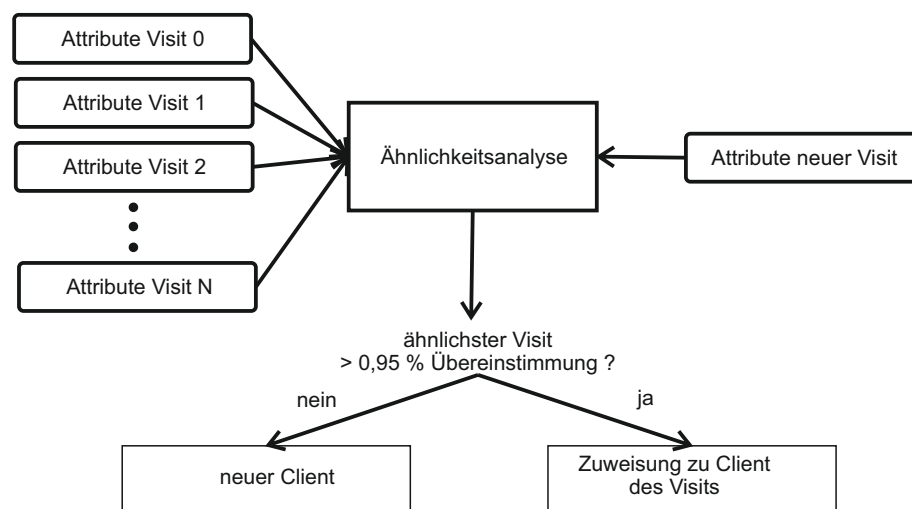 Attribute Visit 0
Attribute Visit 1
Attribute Visit 2
Attribute Visit N
Ähnlichkeitsanalyse
Attribute neuer Visit
ähnlichster Visit
> 0,95 % Übereinstimmung ?
nein
ja
neuer Client
Zuweisung zu Client
des Visits